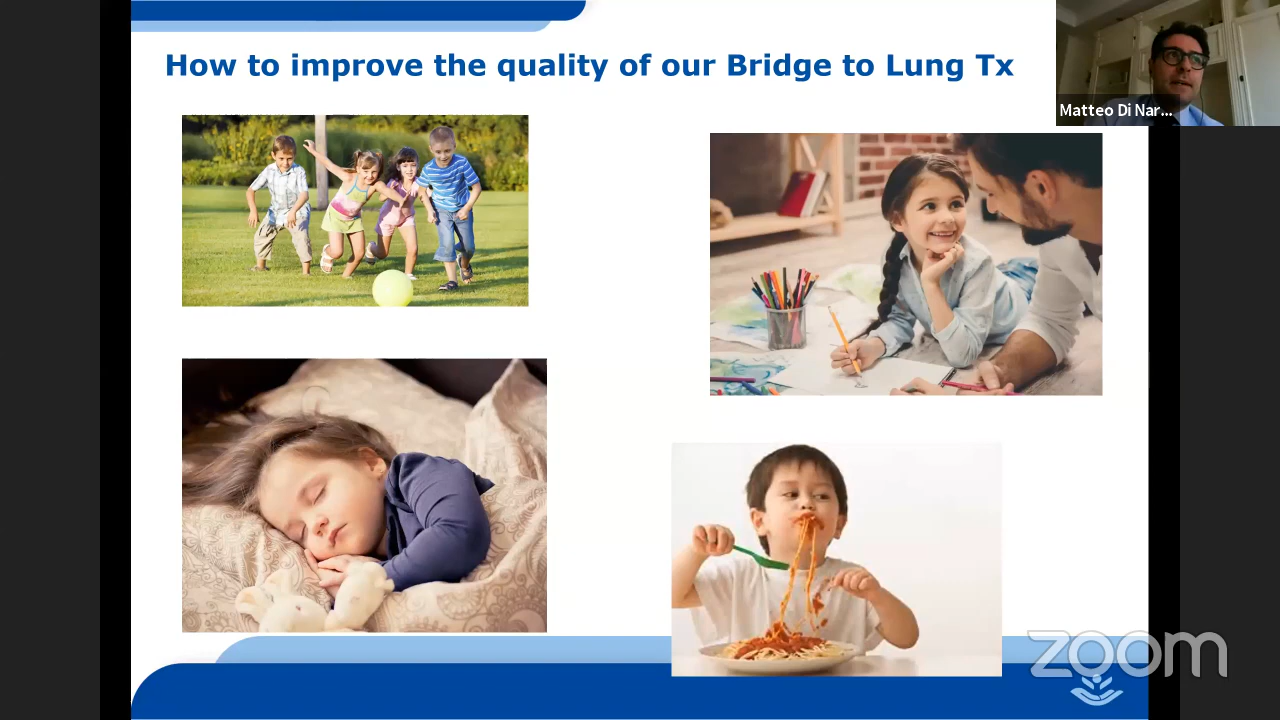 How to improve the quality of our Bridge to Lung Tx
Matteo Di Nar...
zoom